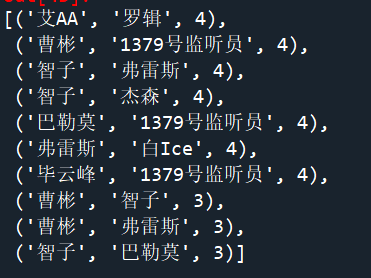 [('艾AA', '罗辑', 4),
('曹彬', '1379号监听员', 4),
('智子', '弗雷斯', 4),
('智子', '杰森', 4),
('巴勒莫', '1379号监听员', 4),
('弗雷斯', '白Ice', 4),
('毕云峰', '1379号监听员', 4),
('曹彬', '智子', 3),
('曹彬', '弗雷斯', 3),
('智子', '巴勒莫', 3)]